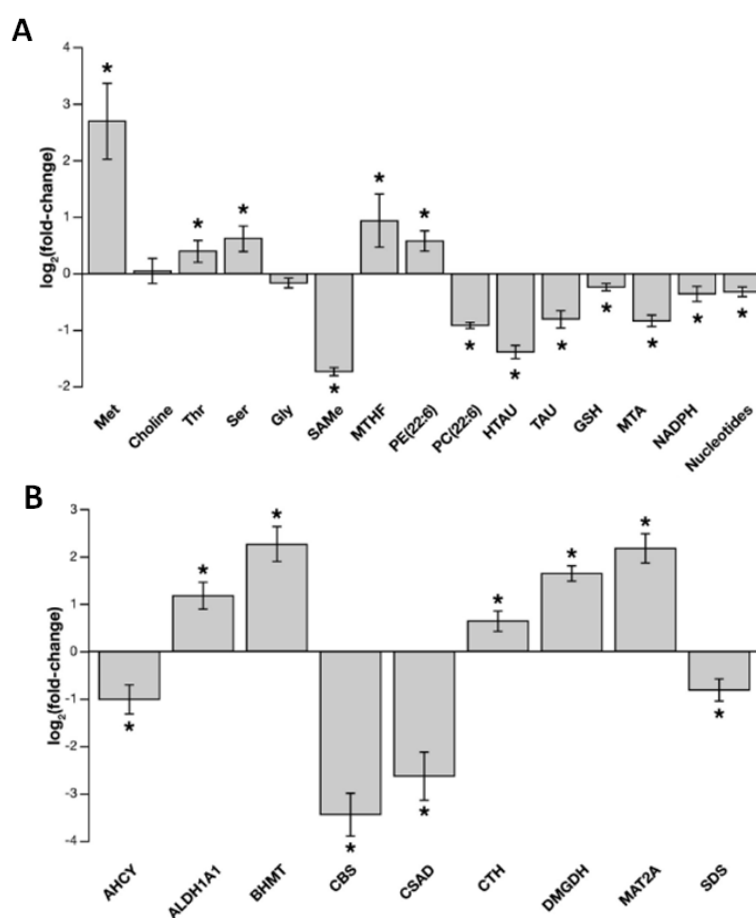 A
log2(fold-change)
4
3
2
1
0
-1
-2
* * * * * * * * * * * * *
Met Choline Thr Ser Gly SAMe MTHF PE(22:6) PC(22:6) HTAU TAU GSH MTA NADPH Nucleotides
B
log2(fold-change)
3
2
1
0
-1
-2
-3
-4
* * * * * * * * *
AHCY ALDH1A1 BHMT CBS CSAD CTH DMGDH MAT2A SDS